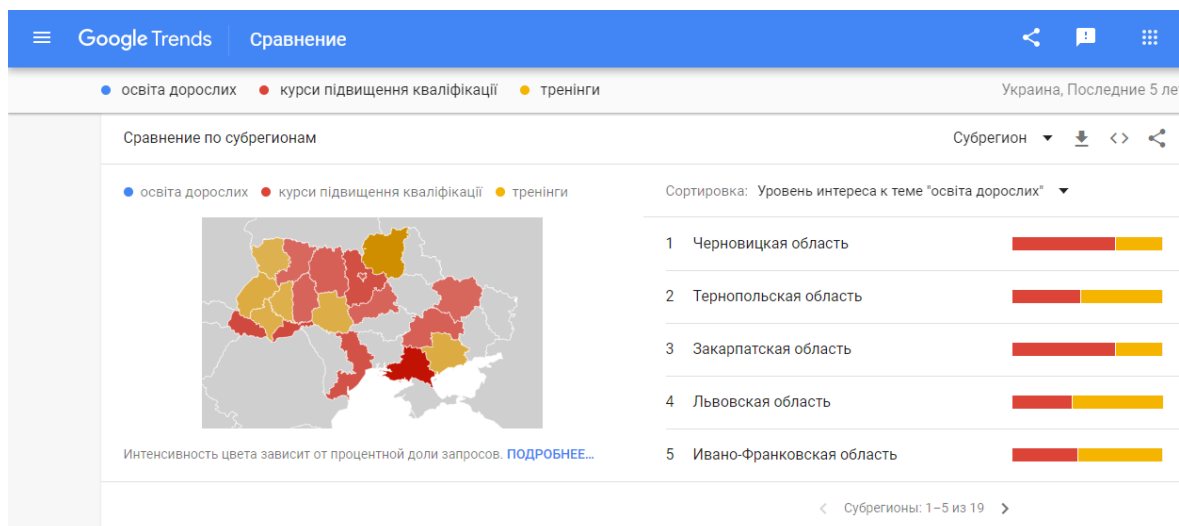 Google Trends Сравнение
освіта дорослих курси підвищення кваліфікації тренінги Украина, Последние 5 ле
Сравнение по субрегионам Субрегион
освіта дорослих курси підвищення кваліфікації тренінги
Сортировка: Уровень интереса к теме "освіта дорослих"
1 Черновицкая область
2 Тернопольская область
3 Закарпатская область
4 Львовская область
5 Ивано-Франковская область
Интенсивность цвета зависит от процентной доли запросов. ПОДРОБНЕЕ...
Субрегионы: 1–5 из 19